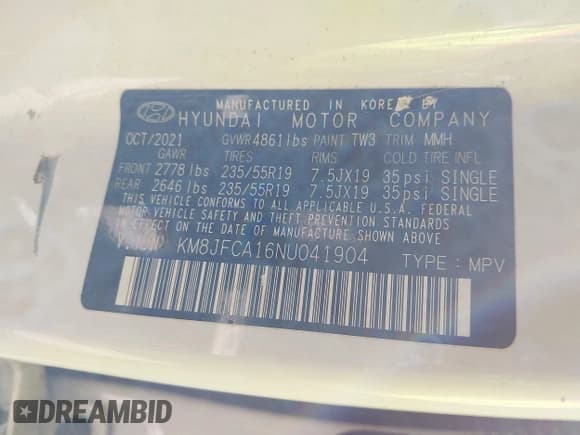 MANUFACTURED IN KOREA BY
HYUNDAI MOTOR COMPANY
OCT/2021 GVWR 4861lbs PAINT TW3 TRIM MMH
GAWR TIRES RIMS COLD TIRE INFL
FRONT 2778lbs 235/55R19 7.5JX19 35psi SINGLE
REAR 2646lbs 235/55R19 7.5JX19 35psi SINGLE
THIS VEHICLE CONFORMS TO ALL APPLICABLE U.S.A. FEDERAL
MOTOR VEHICLE SAFETY, BUMPER, AND THEFT PREVENTION STANDARDS
IN EFFECT ON THE DATE OF MANUFACTURE SHOWN ABOVE.
KM8JFCA16NU041904 TYPE : MPV
DREAMBID